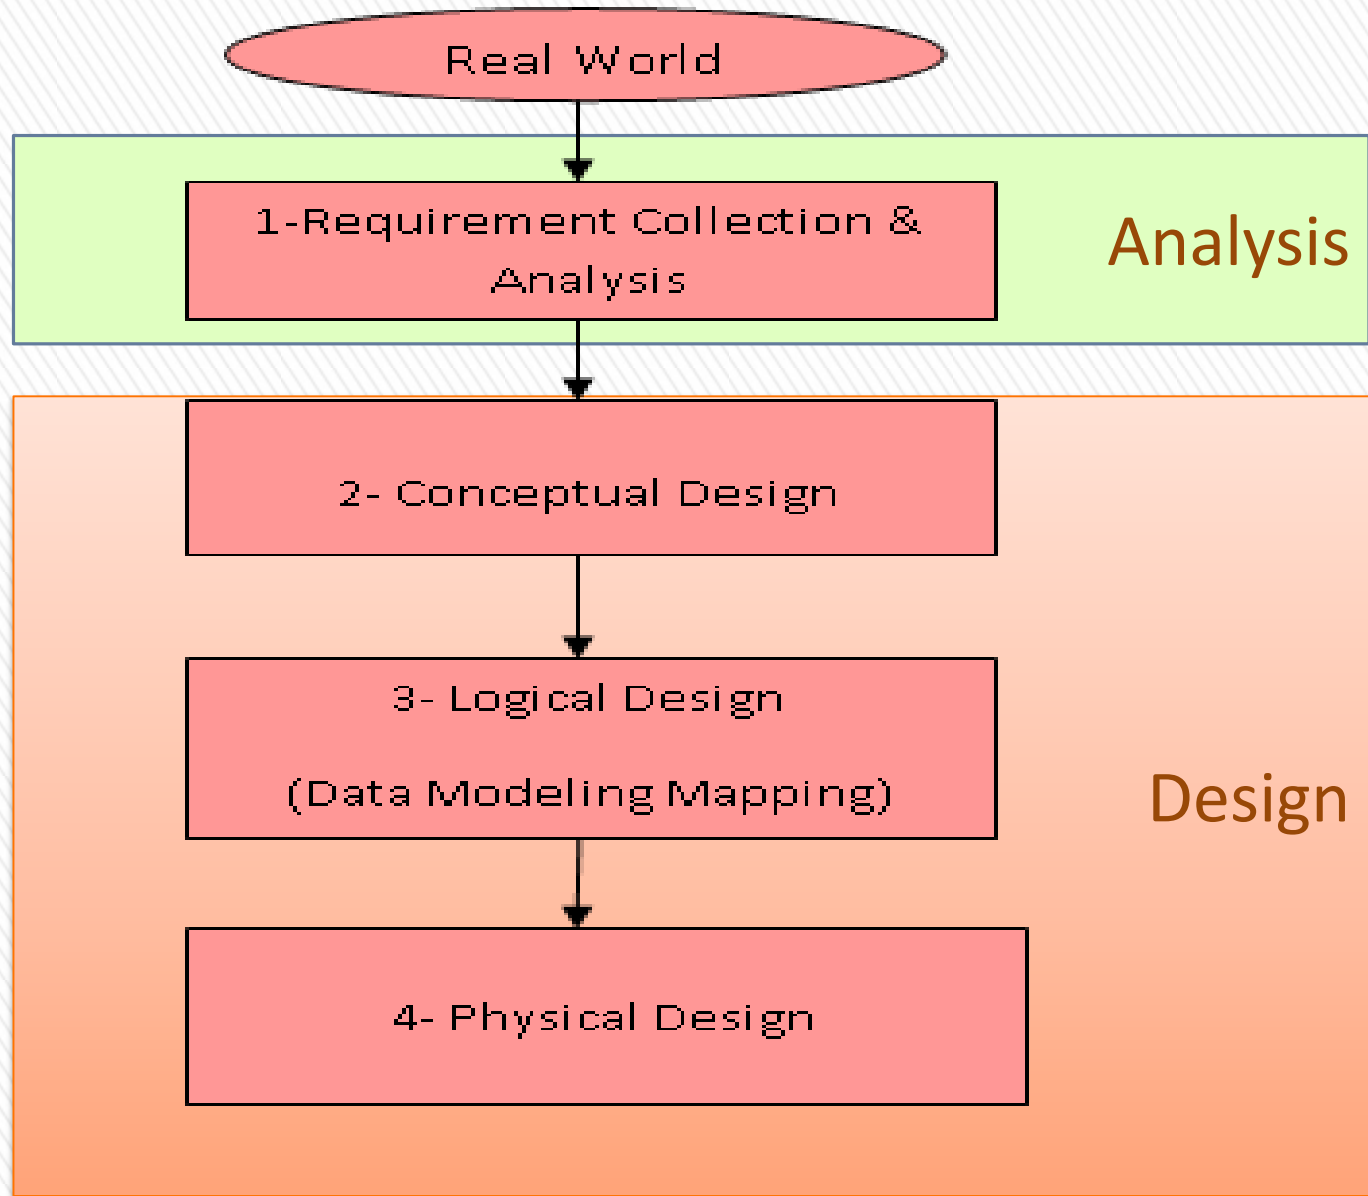 Real World
1-Requirement Collection &
Analysis
Analysis
2- Conceptual Design
3- Logical Design
(Data Modeling Mapping)
Design
4- Physical Design